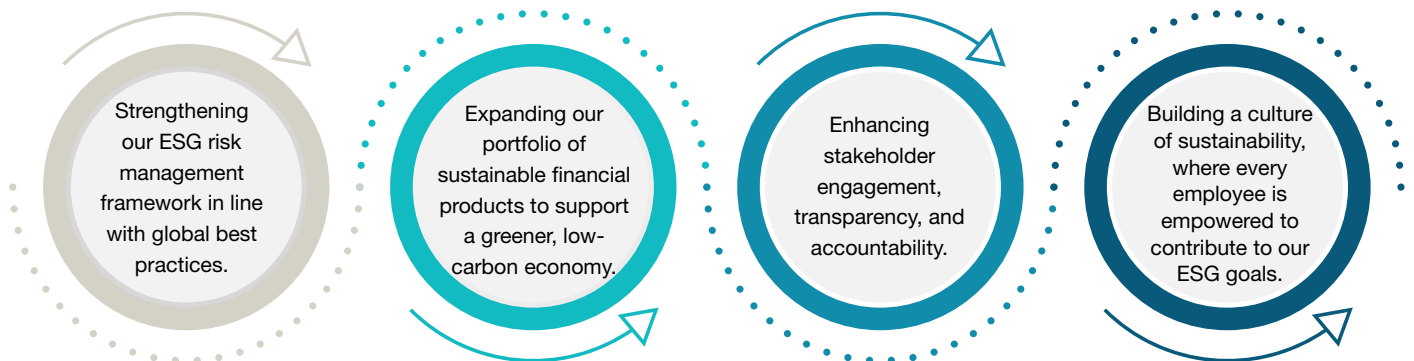 Strengthening
our ESG risk
management
framework in line
with global best
practices.
Expanding our
portfolio of
sustainable financial
products to support
a greener, low-
carbon economy.
Enhancing
stakeholder
engagement,
transparency, and
accountability.
Building a culture
of sustainability,
where every
employee is
empowered to
contribute to our
ESG goals.